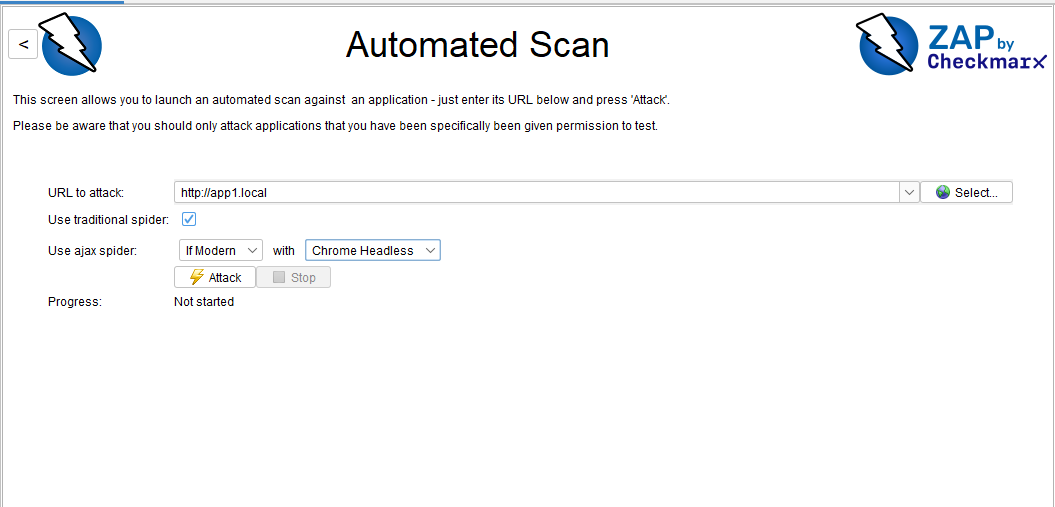 <
Automated Scan
ZAP by
Checkmarx
This screen allows you to launch an automated scan against  an application - just enter its URL below and press 'Attack'.
Please be aware that you should only attack applications that you have been specifically been given permission to test.
URL to attack: http://app1.local Select...
Use traditional spider:
Use ajax spider: If Modern with Chrome Headless
Attack Stop
Progress: Not started